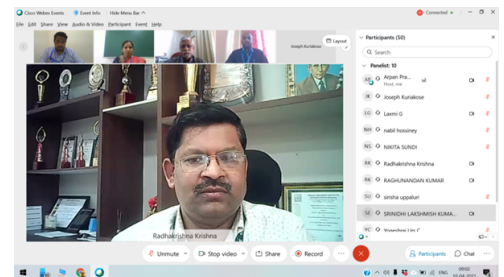 Cisco Webex Events
Event Info
Hide Menu Bar
Connected
File Edit Share View Audio & Video Participant Event Help
Joseph Kuriakose
Layout
Radhakrishna Krishna
Participants (50)
Search
Panelist: 10
Arpan Pra...
Host, me
Joseph Kuriakose
Laxmi G
nabil hossiney
NIKITA SUNDI
Radhakrishna Krishna
RAGHUNANDAN KUMAR
sirisha uppaluri
SRINIDHI LAKSHMISH KUMA...
Unmute
Stop video
Share
Record
Participants
Chat
ENG
09:02